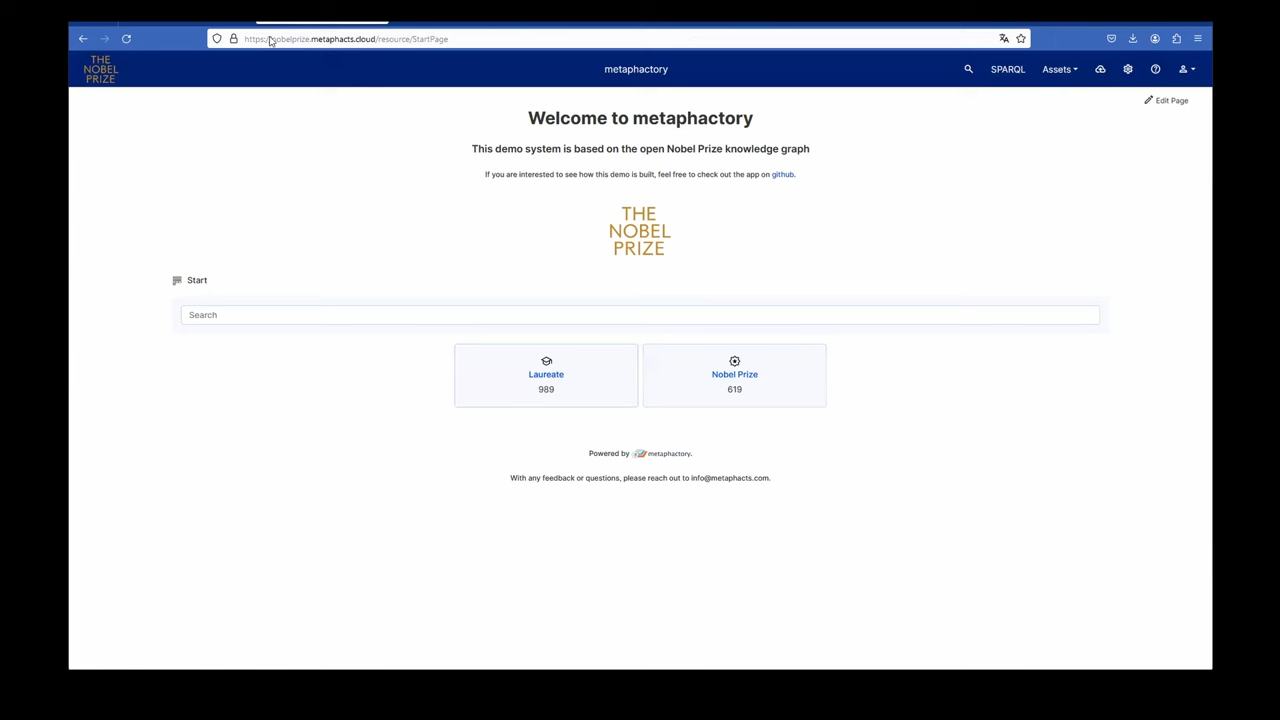 https://nobelprize.metaphacts.cloud/resource/StartPage
THE
NOBEL
PRIZE
metaphactory
SPARQL
Assets
Edit Page
Welcome to metaphactory
This demo system is based on the open Nobel Prize knowledge graph
If you are interested to see how this demo is built, feel free to check out the app on github.
THE
NOBEL
PRIZE
Start
Search
Laureate
989
Nobel Prize
619
Powered by metaphactory.
With any feedback or questions, please reach out to info@metaphacts.com.